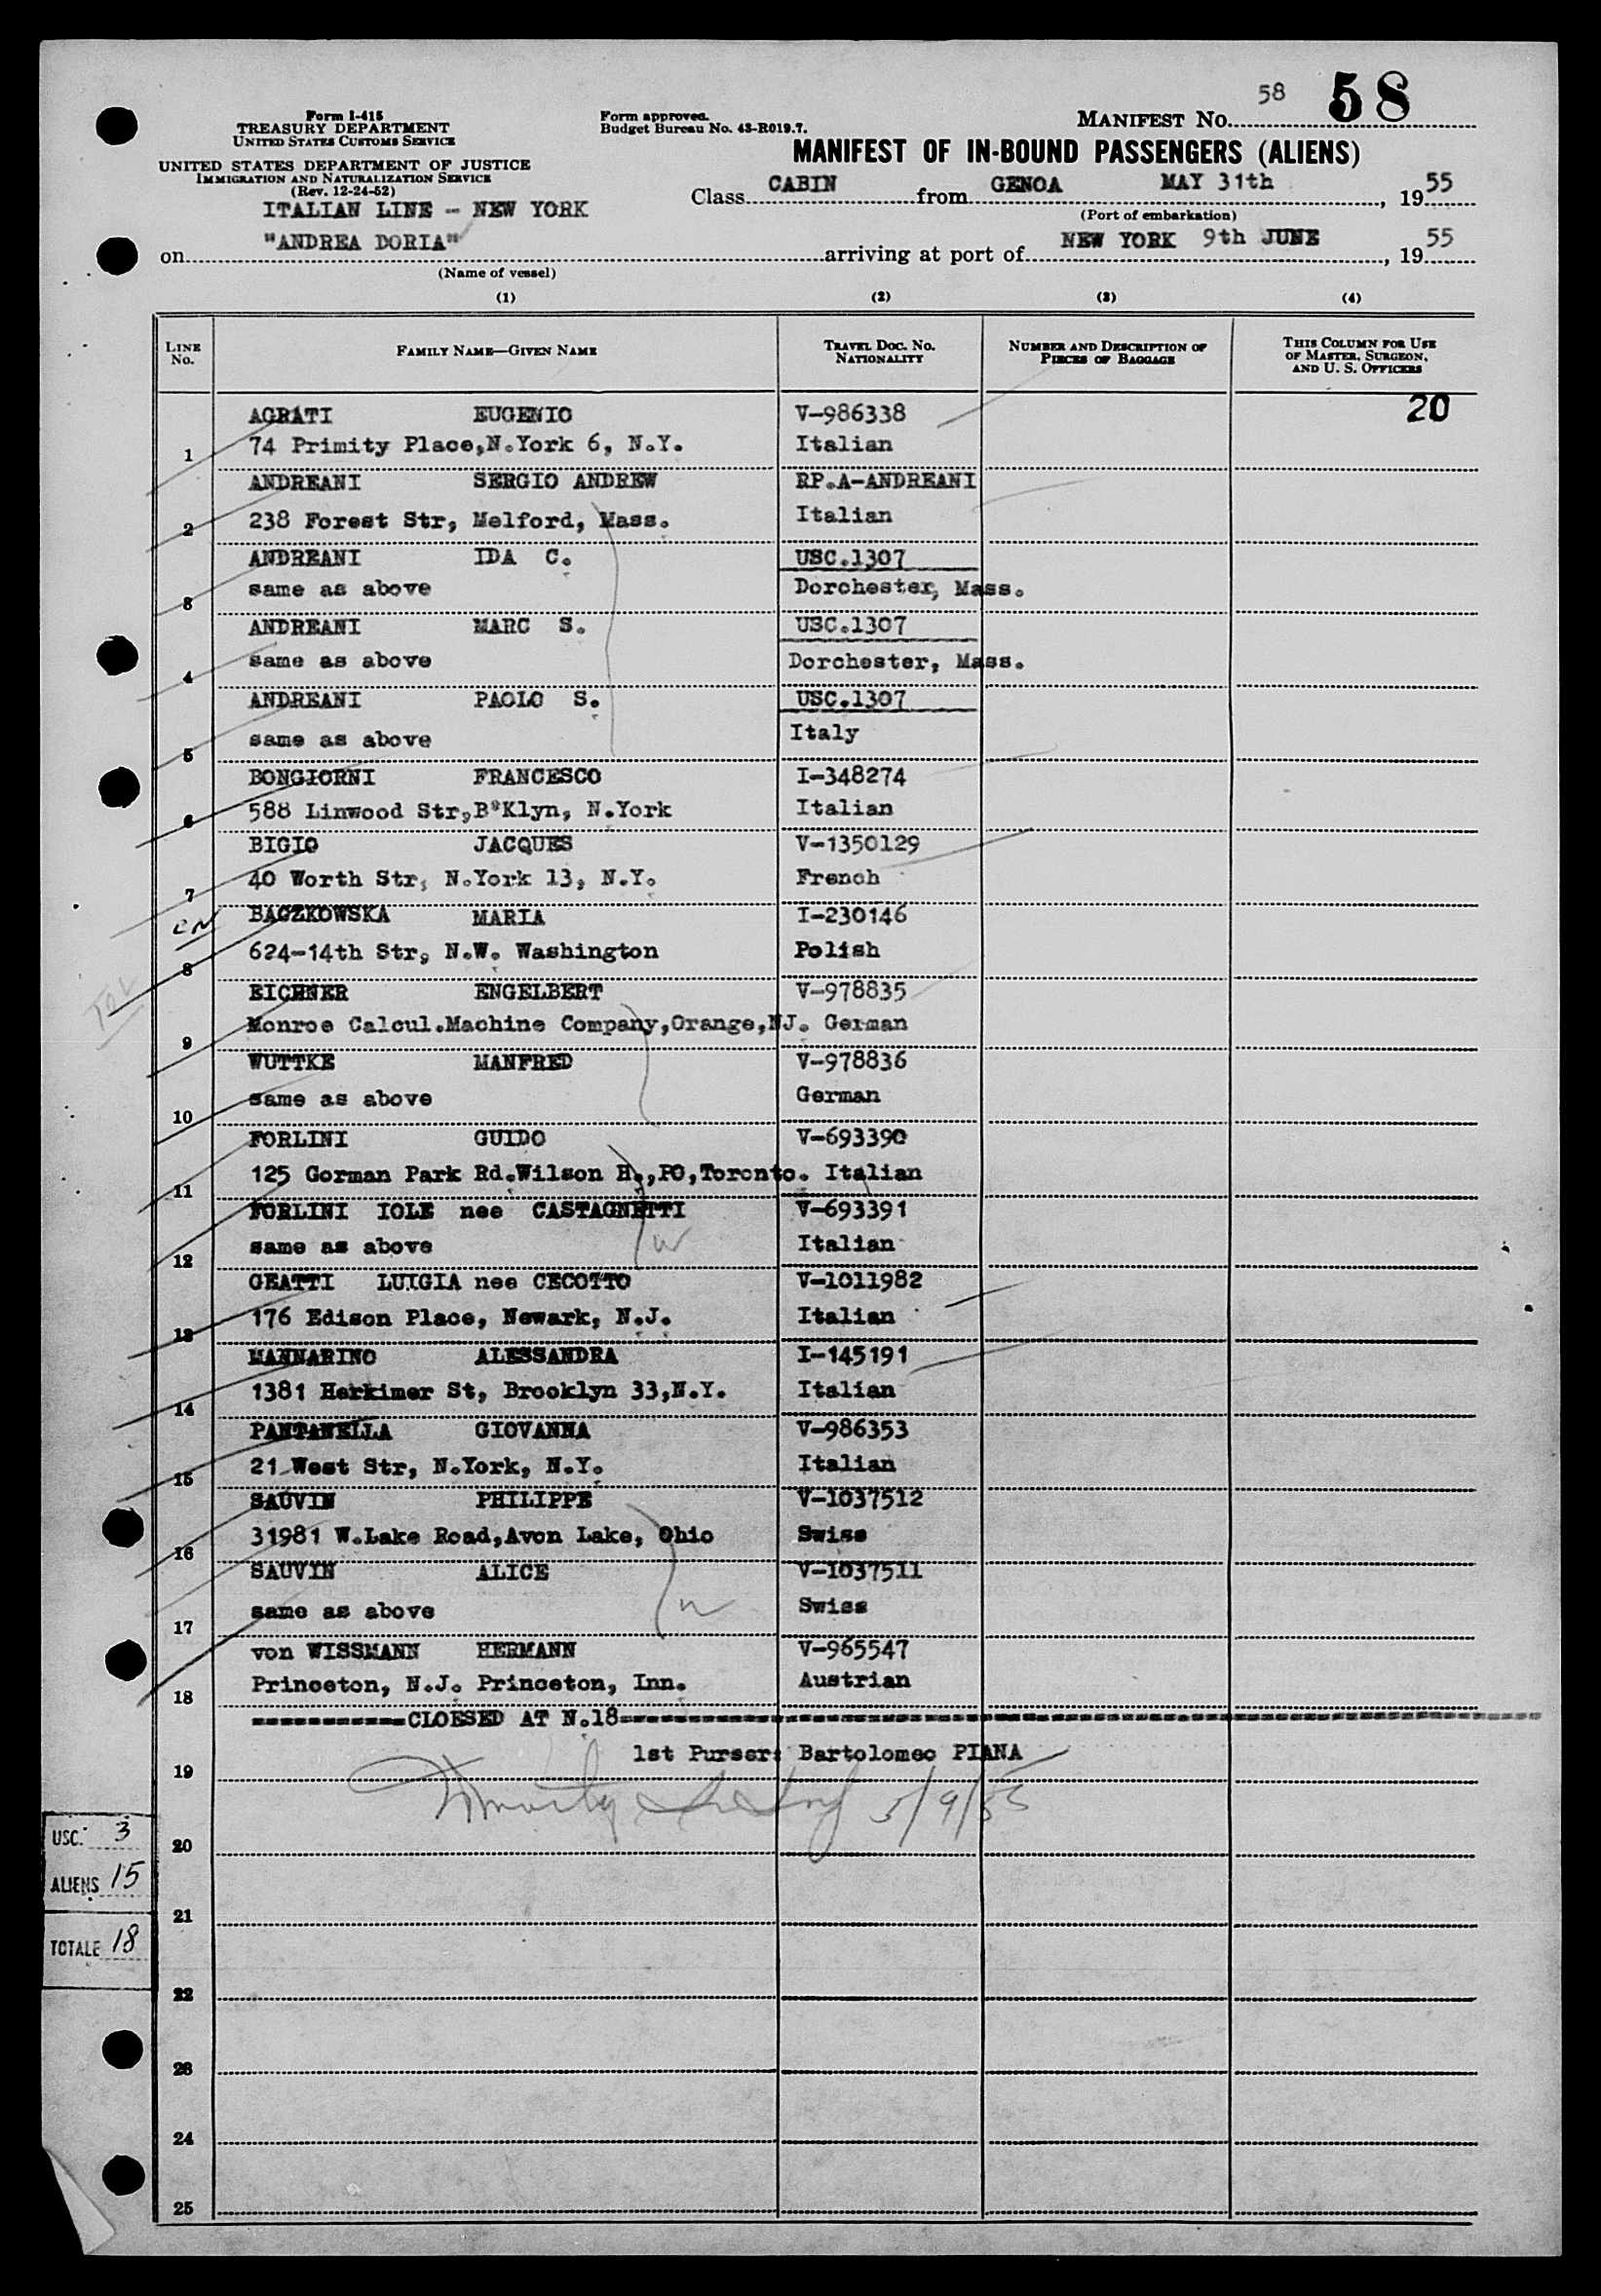 58
58
Form I-415
TREASURY DEPARTMENT
UNITED STATES CUSTOMS SERVICE
UNITED STATES DEPARTMENT OF JUSTICE
IMMIGRATION AND NATURALIZATION SERVICE
(Rev. 12-24-52)
Form approved.
Budget Bureau No. 43-R019.7.
MANIFEST NO.
MANIFEST OF IN-BOUND PASSENGERS (ALIENS)
Class CABIN from GENOA MAY 31th, 1955
(Port of embarkation)
ITALIAN LINE - NEW YORK
on "ANDREA DORIA" arriving at port of NEW YORK 9th JUNE, 1955
(Name of vessel)
(1) (2) (3) (4)
LINE NO. FAMILY NAME—GIVEN NAME TRAVEL DOC. NO. NATIONALITY NUMBER AND DESCRIPTION OF PIECES OF BAGGAGE THIS COLUMN FOR USE OF MASTER, SURGEON, AND U. S. OFFICERS
20
AGRATI EUGENIO V-986338
1 74 Primity Place,N.York 6, N.Y. Italian
ANDREANI SERGIO ANDREW RP.A-ANDREANI
2 238 Forest Str, Melford, Mass. Italian
ANDREANI IDA C. USC.1307
3 same as above Dorchester, Mass.
ANDREANI MARC S. USC.1307
4 same as above Dorchester, Mass.
ANDREANI PAOLO S. USC.1307
5 same as above Italy
BONGIORNI FRANCESCO I-348274
6 588 Linwood Str,B*Klyn, N.York Italian
BIGIO JACQUES V-1350129
7 40 Worth Str, N.York 13, N.Y. French
BACZKOWSKA MARIA I-230146
8 624-14th Str, N.W. Washington Polish
EICHNER ENGELBERT V-978835
9 Monroe Calcul.Machine Company,Orange,NJ. German
WUTTKE MANFRED V-978836
10 same as above German
FORLINI GUIDO V-693390
11 125 Gorman Park Rd.Wilson H.,PO,Toronto. Italian
FORLINI IOLE nee CASTAGNETTI V-693391
12 same as above Italian
GEATTI LUIGIA nee CECOTTO V-1011982
13 176 Edison Place, Newark, N.J. Italian
MANNARINO ALESSANDRA I-145191
14 1381 Herkimer St, Brooklyn 33,N.Y. Italian
PANTANELLA GIOVANNA V-986353
15 21 West Str, N.York, N.Y. Italian
SAUVIN PHILIPPE V-1037512
16 31981 W.Lake Road,Avon Lake, Ohio Swiss
SAUVIN ALICE V-1037511
17 same as above Swiss
von WISSMANN HERMANN V-965547
18 Princeton, N.J. Princeton, Inn. Austrian
-----------CLOESED AT N.18-----------
1st Purser: Bartolomeo PIANA
19
5/9/55
USC. 3
20
ALIENS 15
21
TOTALE 18
22
23
24
25